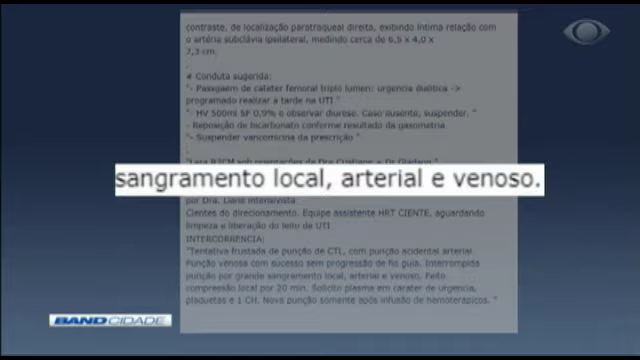 contraste, de localização paratraqueal direita, exibindo íntima relação com
o artéria subclávia ipsilateral, medindo cerca de 6,5 x 4,0 x
7,3 cm.
# Conduta sugerida:
"- Passgaem de catater femoral triplo lumen: urgencia dialitica ->
programado realizar a tarde na UTI "
"- HV 500ml SF 0,9% e observar diurese. Caso ausente, suspender. "
- Reposição de bicarbonato conforme resultado da gasometria
"- Suspender vancomicina da prescrição "
sangramento local, arterial e venoso.
por Dra. Liane intensivista
Cientes do direcionamento. Equipe assistente HRT CIENTE, aguardando
limpeza e liberação do leito de UTI
INTERCORRENCIA:
"Tentativa frustada de punção de CTL, com punção acidental arterial.
Punção venosa com sucesso sem progressão de fio guia. Interrompida
punção por grande sangramento local, arterial e venoso. Feito
compressão local por 20 min. Solicito plasma em carater de urgencia,
plaquetas e 1 CH. Nova punção somente após infusão de hemoterápicos. "
BAND CIDADE